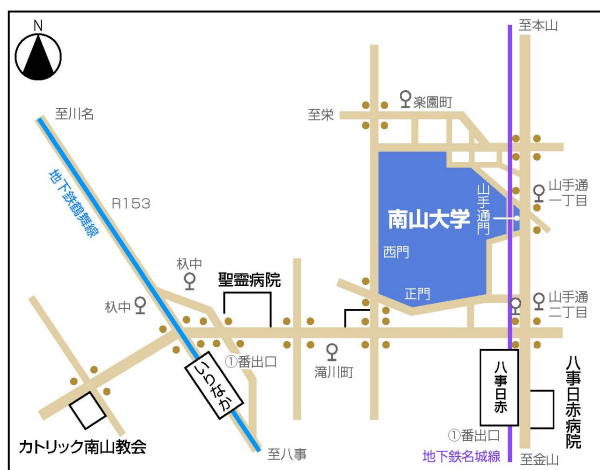 N
至本山
楽園町
至栄
至川名
地下鉄鶴舞線
R153
山手通門
山手通
一丁目
南山大学
西門
正門
杁中
聖霊病院
杁中
山手通
二丁目
①番出口
滝川町
いりなか
八事日赤
八事日赤病院
カトリック南山教会
至八事
①番出口
地下鉄名城線
至金山